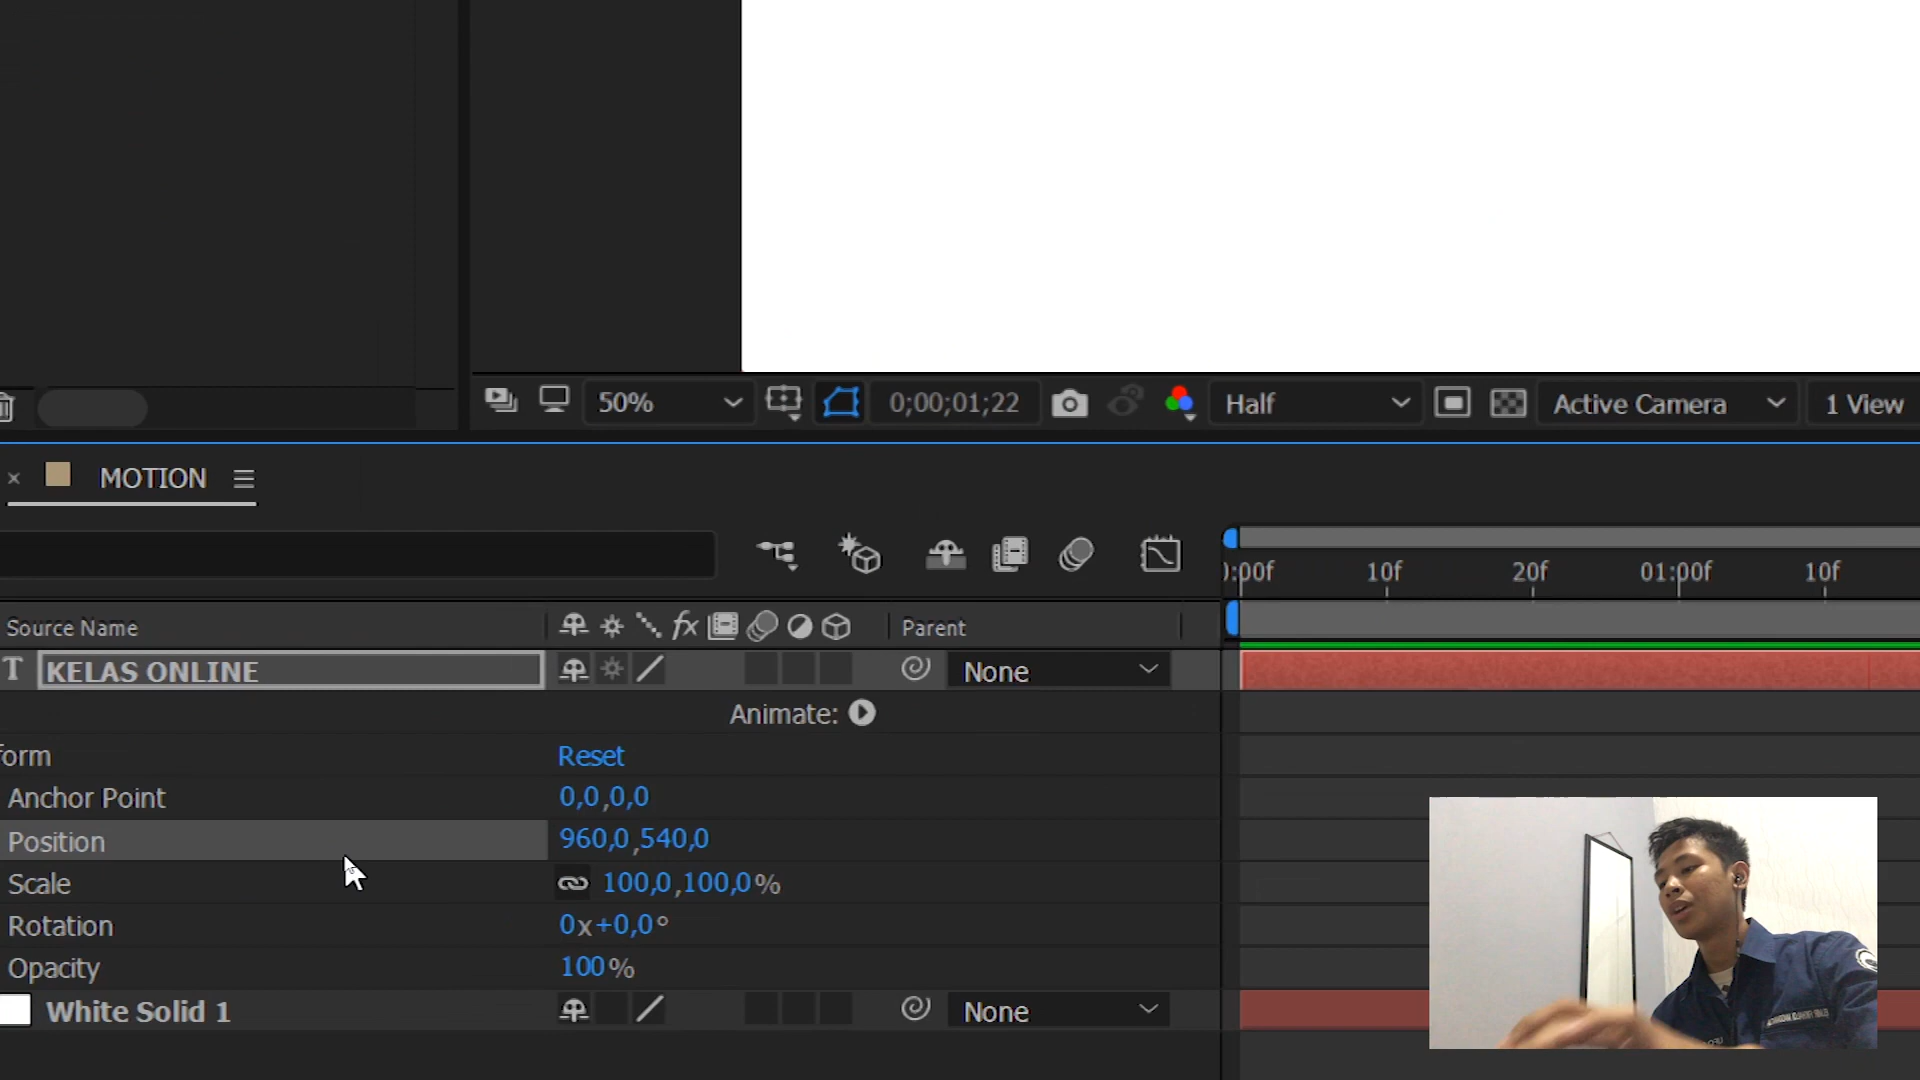 50% 0;00;01;22 Half Active Camera 1 View
× MOTION
0:00f 10f 20f 01:00f 10f
Source Name fx Parent
T KELAS ONLINE None
Animate:
form Reset
Anchor Point 0,0,0,0
Position 960,0,540,0
Scale 100,0,100,0%
Rotation 0x+0,0°
Opacity 100%
White Solid 1 None